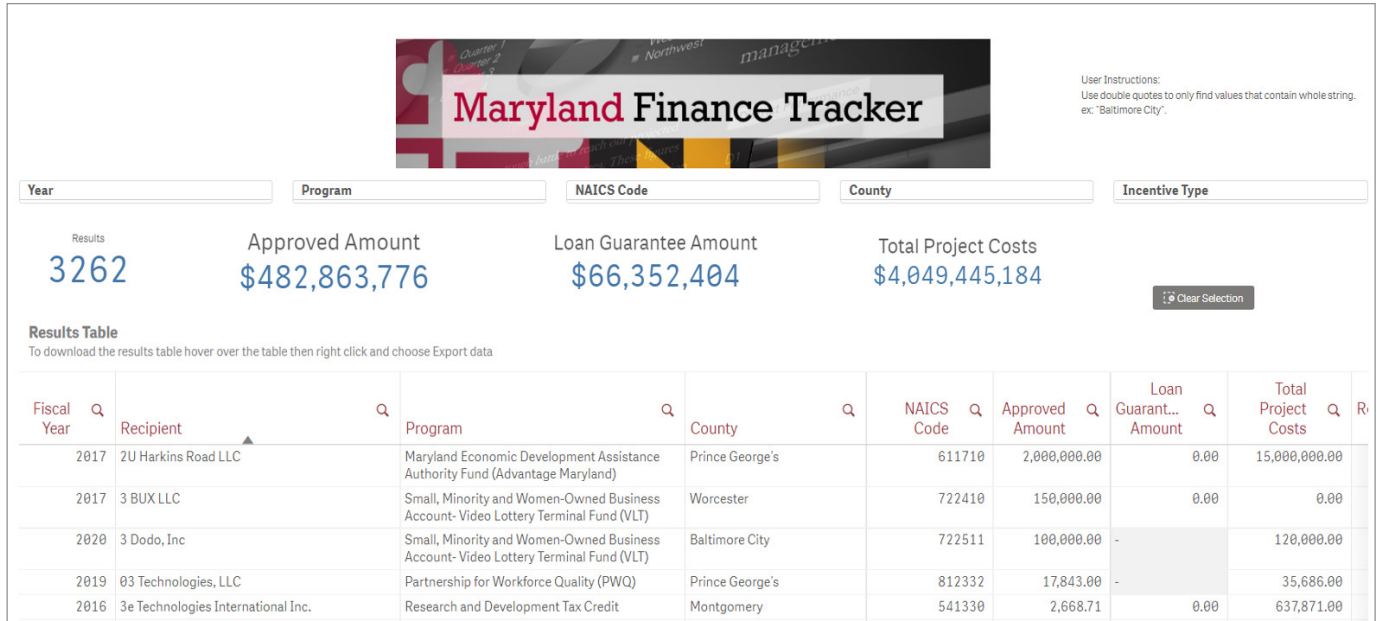 Quarter 1
Quarter 2
Quarter 3
Northwest
management
Maryland Finance Tracker
User Instructions:
Use double quotes to only find values that contain whole string.
ex: "Baltimore City".
Year Program NAICS Code County Incentive Type
Results Approved Amount Loan Guarantee Amount Total Project Costs
3262 $482,863,776 $66,352,404 $4,049,445,184
Clear Selection
Results Table
To download the results table hover over the table then right click and choose Export data
Fiscal Year Recipient Program County NAICS Code Approved Amount Loan Guarant... Amount Total Project Costs
2017 2U Harkins Road LLC Maryland Economic Development Assistance Authority Fund (Advantage Maryland) Prince George's 611710 2,000,000.00 0.00 15,000,000.00
2017 3 BUX LLC Small, Minority and Women-Owned Business Account- Video Lottery Terminal Fund (VLT) Worcester 722410 150,000.00 0.00 0.00
2020 3 Dodo, Inc Small, Minority and Women-Owned Business Account- Video Lottery Terminal Fund (VLT) Baltimore City 722511 100,000.00 - 120,000.00
2019 03 Technologies, LLC Partnership for Workforce Quality (PWQ) Prince George's 812332 17,843.00 - 35,686.00
2016 3e Technologies International Inc. Research and Development Tax Credit Montgomery 541330 2,668.71 0.00 637,871.00